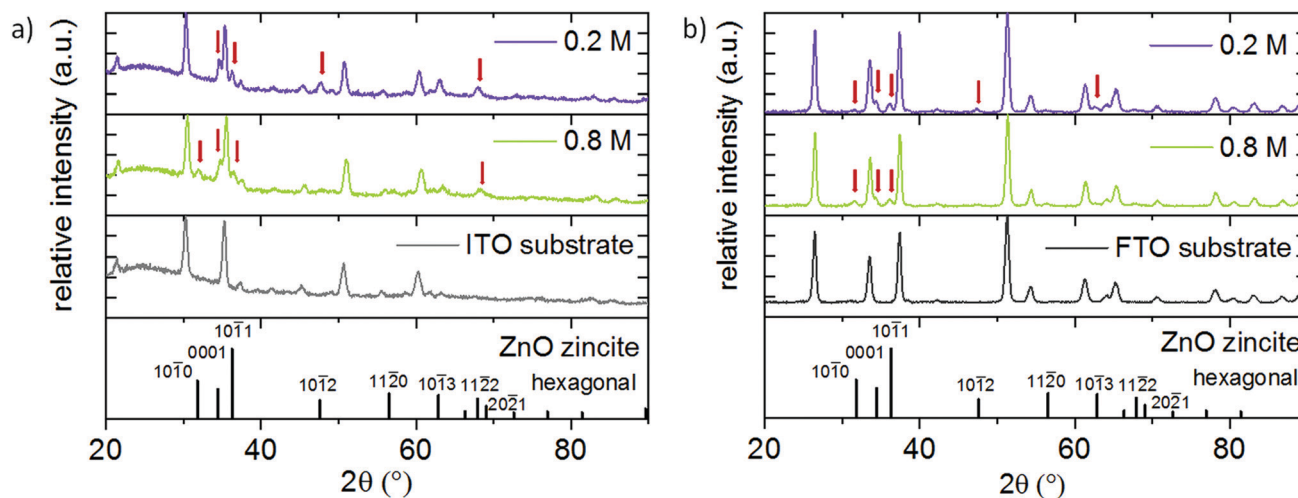 a)
relative intensity (a.u.)
0.2 M
0.8 M
ITO substrate
ZnO zincite
hexagonal
101̄0
0001
101̄1
101̄2
112̄0
101̄3
112̄2
202̄1
20 40 60 80
2θ (°)
b)
relative intensity (a.u.)
0.2 M
0.8 M
FTO substrate
ZnO zincite
hexagonal
101̄0
0001
101̄1
101̄2
112̄0
101̄3
112̄2
202̄1
20 40 60 80
2θ (°)